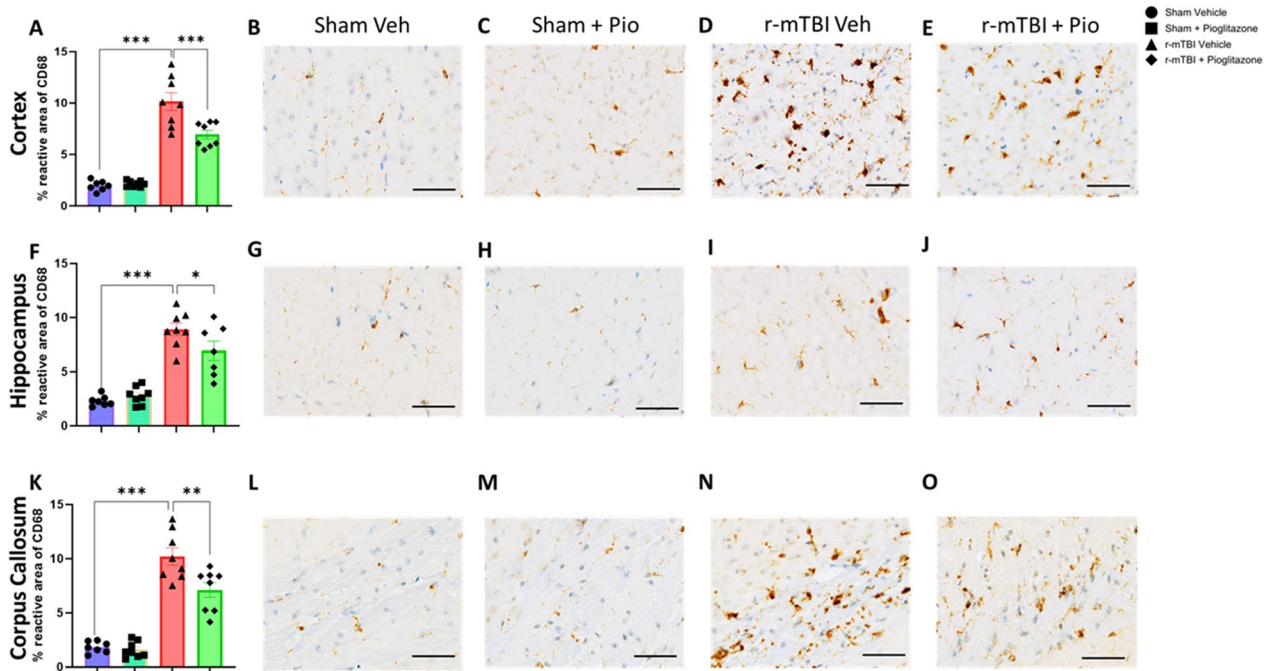 A
B
Sham Veh
C
Sham + Pio
D
r-mTBI Veh
E
r-mTBI + Pio
Sham Vehicle
Sham + Pioglitazone
r-mTBI Vehicle
r-mTBI + Pioglitazone
Cortex
% reactive area of CD68
15
10
5
0
***
***
F
G
H
I
J
Hippocampus
% reactive area of CD68
15
10
5
0
***
*
K
L
M
N
O
Corpus Callosum
% reactive area of CD68
15
10
5
0
***
**